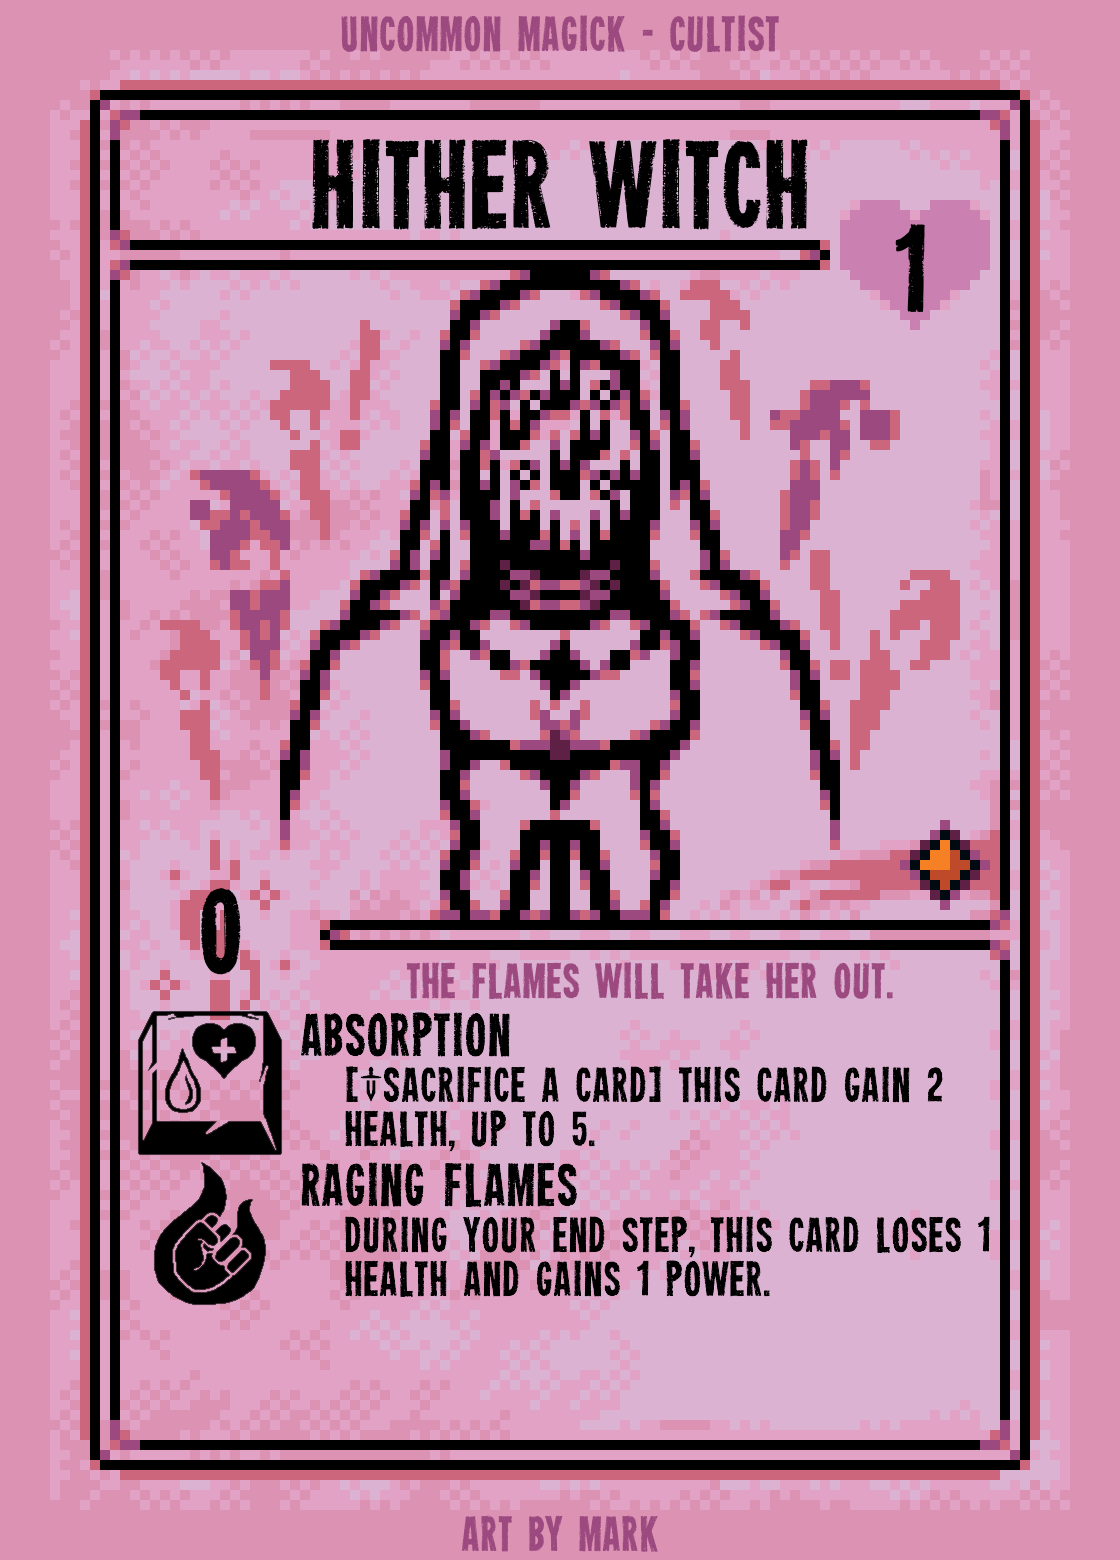 UNCOMMON MAGICK - CULTIST
HITHER WITCH
1
0
THE FLAMES WILL TAKE HER OUT.
ABSORPTION
[SACRIFICE A CARD] THIS CARD GAIN 2
HEALTH, UP TO 5.
RAGING FLAMES
DURING YOUR END STEP, THIS CARD LOSES 1
HEALTH AND GAINS 1 POWER.
ART BY MARK